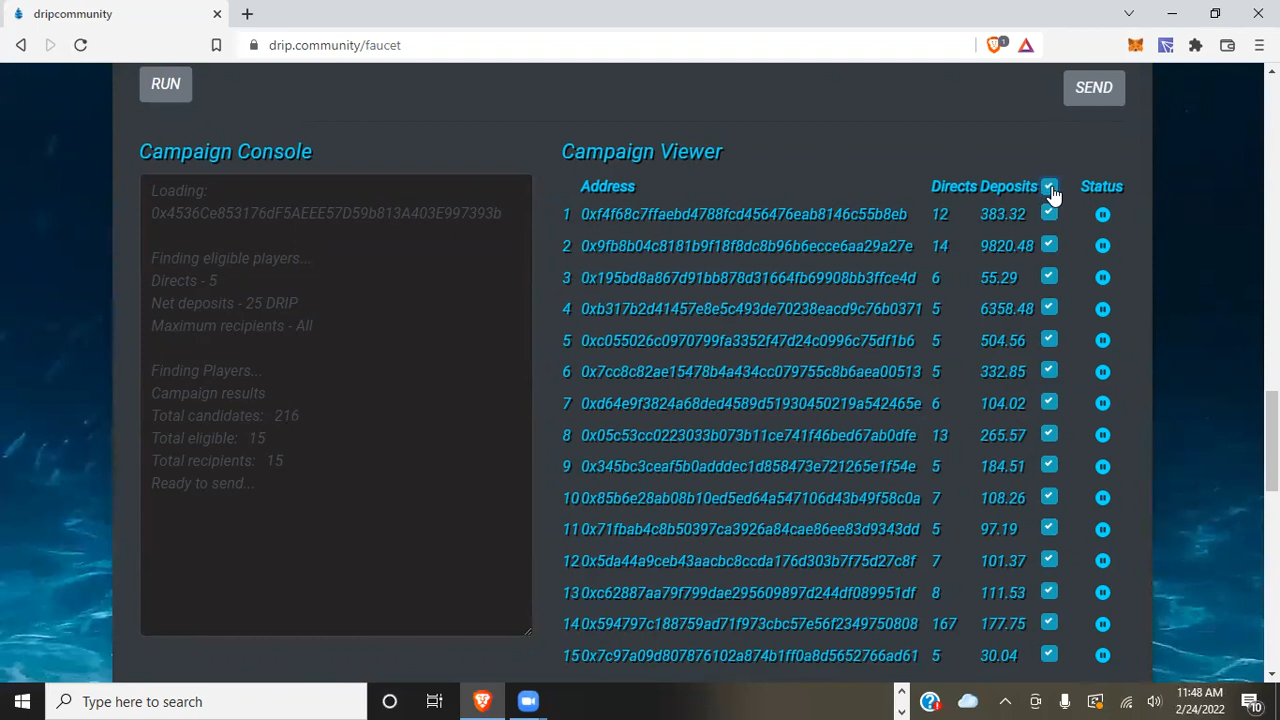 dripcommunity
drip.community/faucet
1
RUN
SEND
Campaign Console
Loading:
0x4536Ce853176dF5AEEE57D59b813A403E997393b
Finding eligible players...
Directs - 5
Net deposits - 25 DRIP
Maximum recipients - All
Finding Players...
Campaign results
Total candidates: 216
Total eligible: 15
Total recipients: 15
Ready to send...
Campaign Viewer
Address Directs Deposits Status
1 0xf4f68c7ffaebd4788fcd456476eab8146c55b8eb 12 383.32
2 0x9fb8b04c8181b9f18f8dc8b96b6ecce6aa29a27e 14 9820.48
3 0x195bd8a867d91bb878d31664fb69908bb3ffce4d 6 55.29
4 0xb317b2d41457e8e5c493de70238eacd9c76b0371 5 6358.48
5 0xc055026c0970799fa3352f47d24c0996c75df1b6 5 504.56
6 0x7cc8c82ae15478b4a434cc079755c8b6aea00513 5 332.85
7 0xd64e9f3824a68ded4589d51930450219a542465e 6 104.02
8 0x05c53cc0223033b073b11ce741f46bed67ab0dfe 13 265.57
9 0x345bc3ceaf5b0adddec1d858473e721265e1f54e 5 184.51
10 0x85b6e28ab08b10ed5ed64a547106d43b49f58c0a 7 108.26
11 0x71fbab4c8b50397ca3926a84cae86ee83d9343dd 5 97.19
12 0x5da44a9ceb43aacbc8ccda176d303b7f75d27c8f 7 101.37
13 0xc62887aa79f799dae295609897d244df089951df 8 111.53
14 0x594797c188759ad71f973cbc57e56f2349750808 167 177.75
15 0x7c97a09d807876102a874b1ff0a8d5652766ad61 5 30.04
Type here to search
11:48 AM
2/24/2022
10